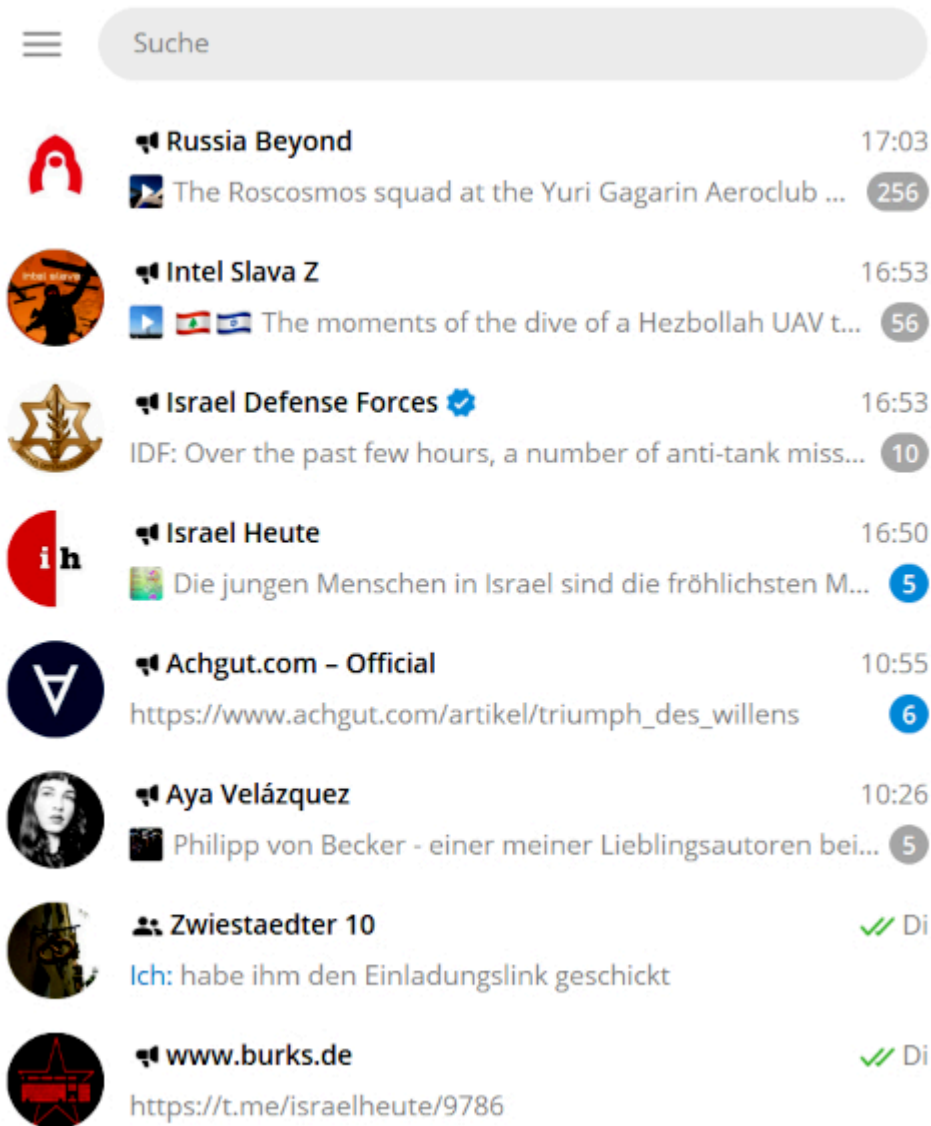 Suche
Russia Beyond 17:03
The Roscosmos squad at the Yuri Gagarin Aeroclub ... 256
intel slava
Intel Slava Z 16:53
The moments of the dive of a Hezbollah UAV t... 56
Israel Defense Forces 16:53
IDF: Over the past few hours, a number of anti-tank miss... 10
ih
Israel Heute 16:50
Die jungen Menschen in Israel sind die fröhlichsten M... 5
Achgut.com – Official 10:55
https://www.achgut.com/artikel/triumph_des_willens 6
Aya Velázquez 10:26
Philipp von Becker - einer meiner Lieblingsautoren bei... 5
Zwiestaedter 10 Di
Ich: habe ihm den Einladungslink geschickt
www.burks.de Di
https://t.me/israelheute/9786